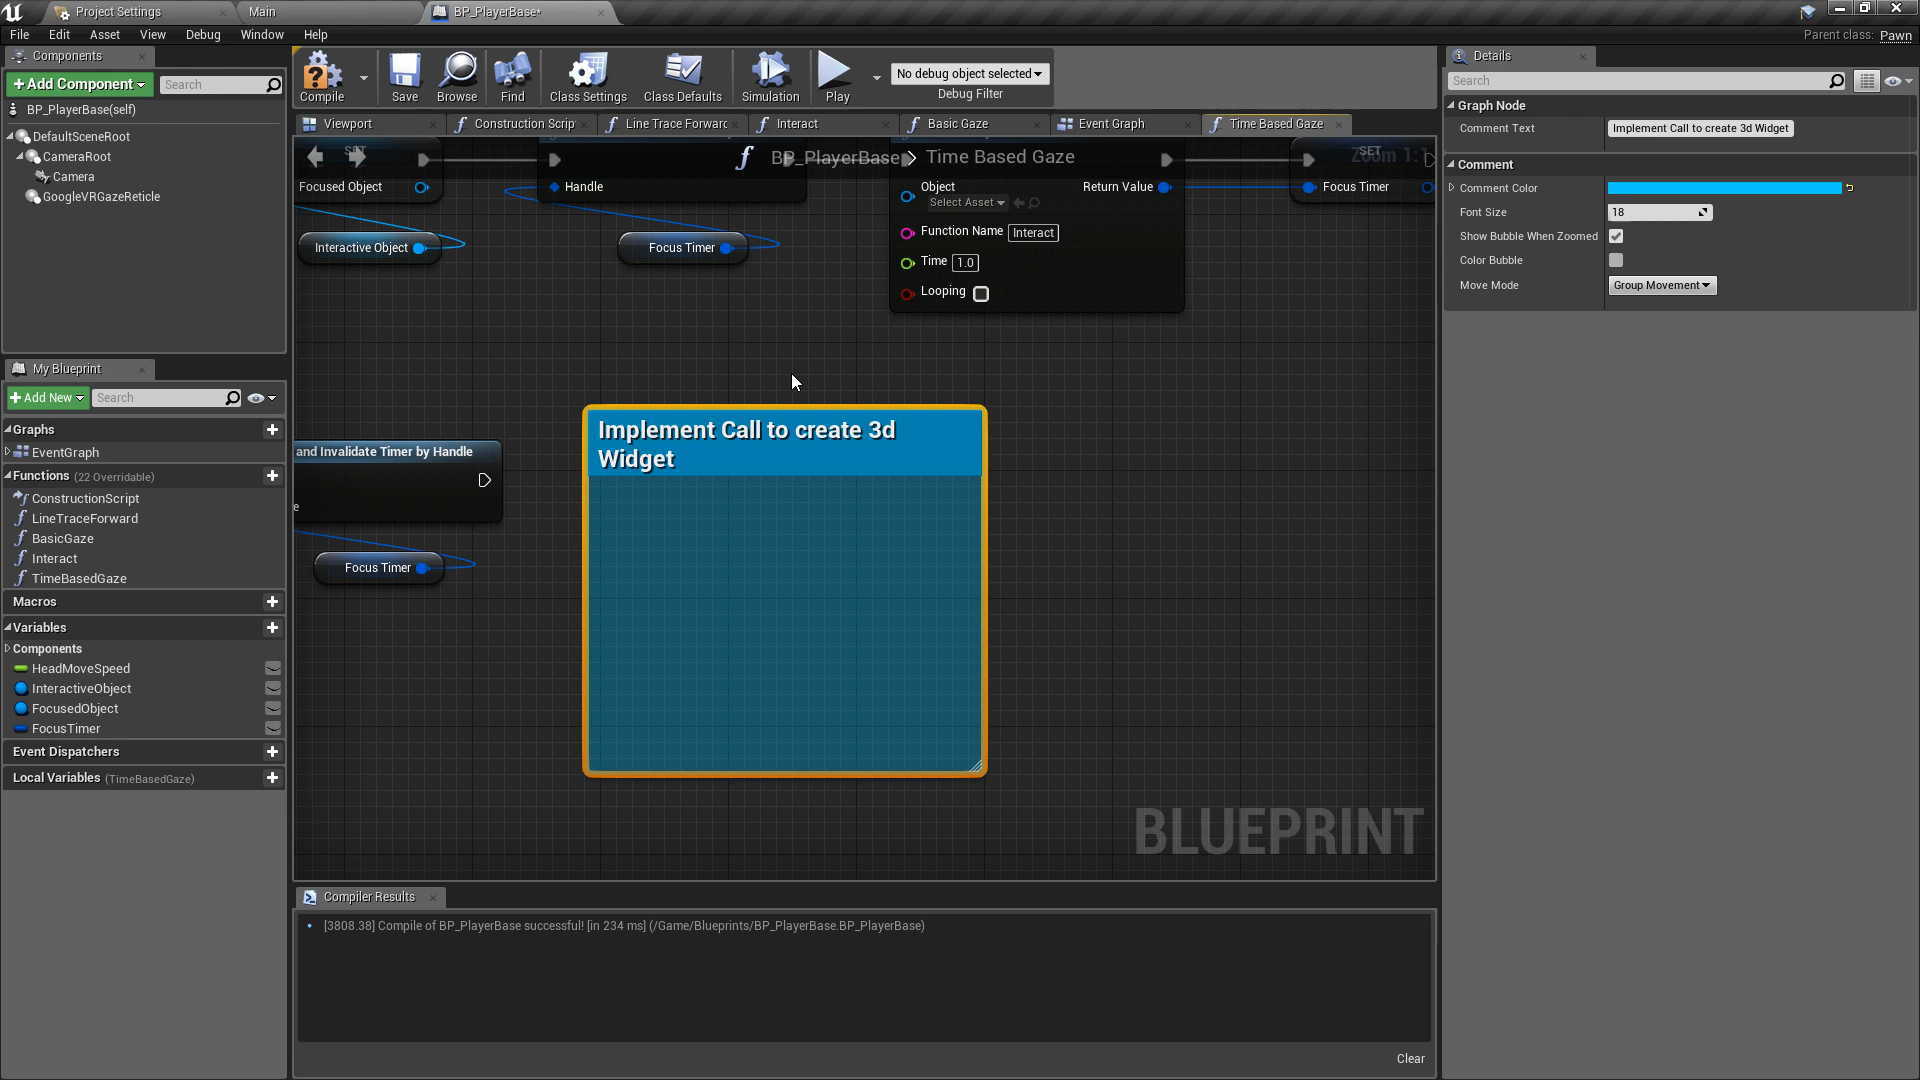 Project Settings
Main
BP_PlayerBase*
File Edit Asset View Debug Window Help
Parent class: Pawn
Components
+Add Component
Search
BP_PlayerBase(self)
DefaultSceneRoot
CameraRoot
Camera
GoogleVRGazeReticle
Compile
Save
Browse
Find
Class Settings
Class Defaults
Simulation
Play
No debug object selected
Debug Filter
Viewport
Construction Scrip
Line Trace Forwarc
Interact
Basic Gaze
Event Graph
Time Based Gaze
BP_PlayerBase > Time Based Gaze
Zoom 1:1
SET
Focused Object
Handle
Object
Select Asset
Return Value
Function Name Interact
Time 1.0
Looping
SET
Focus Timer
Interactive Object
Focus Timer
Implement Call to create 3d
Widget
and Invalidate Timer by Handle
e
Focus Timer
BLUEPRINT
My Blueprint
+Add New
Search
Graphs
EventGraph
Functions (22 Overridable)
ConstructionScript
LineTraceForward
BasicGaze
Interact
TimeBasedGaze
Macros
Variables
Components
HeadMoveSpeed
InteractiveObject
FocusedObject
FocusTimer
Event Dispatchers
Local Variables (TimeBasedGaze)
Compiler Results
[3808.38] Compile of BP_PlayerBase successful! [in 234 ms] (/Game/Blueprints/BP_PlayerBase.BP_PlayerBase)
Clear
Details
Search
Graph Node
Comment Text Implement Call to create 3d Widget
Comment
Comment Color
Font Size 18
Show Bubble When Zoomed
Color Bubble
Move Mode Group Movement